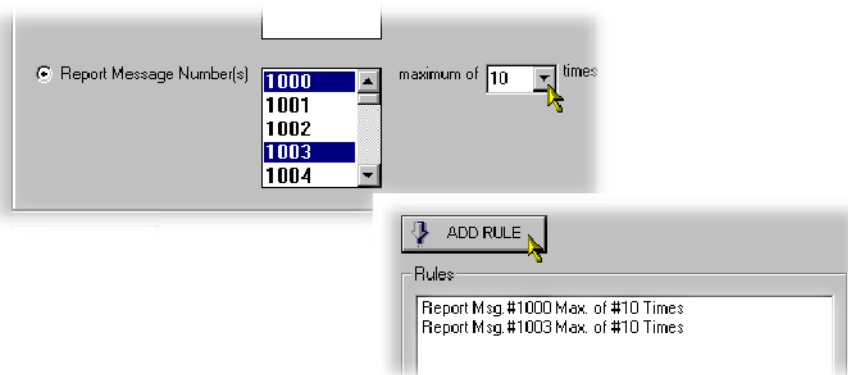 Report Message Number(s)
1000
1001
1002
1003
1004
maximum of 10 times
ADD RULE
Rules
Report Msg.#1000 Max. of #10 Times
Report Msg.#1003 Max. of #10 Times